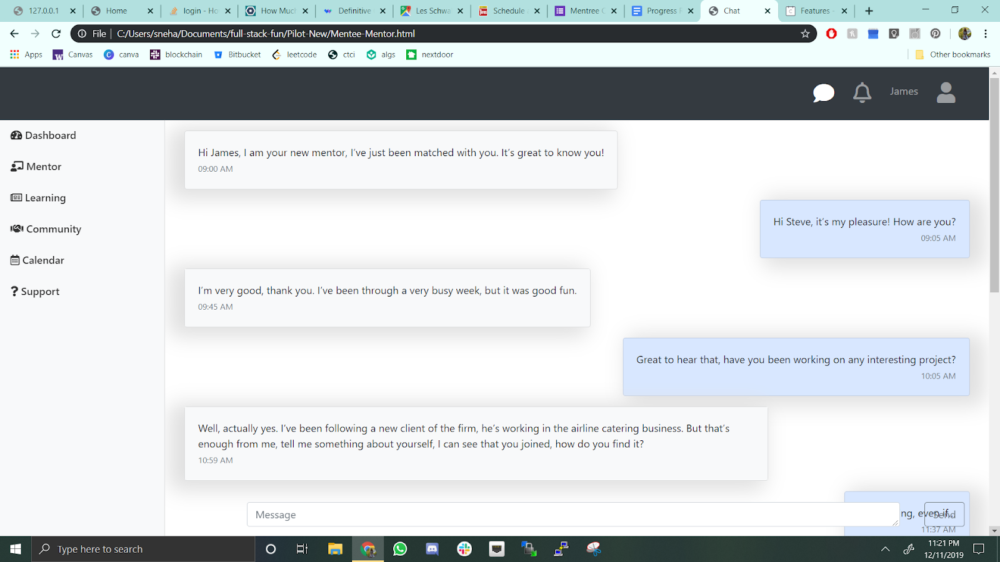 127.0.0.1
Home
login - Ho
How Much
Definitive
Les Schwa
Schedule
Mentree C
Progress R
Chat
Features -
File
C:/Users/sneha/Documents/full-stack-fun/Pilot-New/Mentee-Mentor.html
Apps
Canvas
canva
blockchain
Bitbucket
leetcode
ctci
algs
nextdoor
Other bookmarks
James
Dashboard
Mentor
Learning
Community
Calendar
Support
Hi James, I am your new mentor, I've just been matched with you. It's great to know you!
09:00 AM
Hi Steve, it's my pleasure! How are you?
09:05 AM
I'm very good, thank you. I've been through a very busy week, but it was good fun.
09:45 AM
Great to hear that, have you been working on any interesting project?
10:05 AM
Well, actually yes. I've been following a new client of the firm, he's working in the airline catering business. But that's
enough from me, tell me something about yourself, I can see that you joined, how do you find it?
10:59 AM
Message
ng, even if..
Send
11:37 AM
Type here to search
11:21 PM
12/11/2019